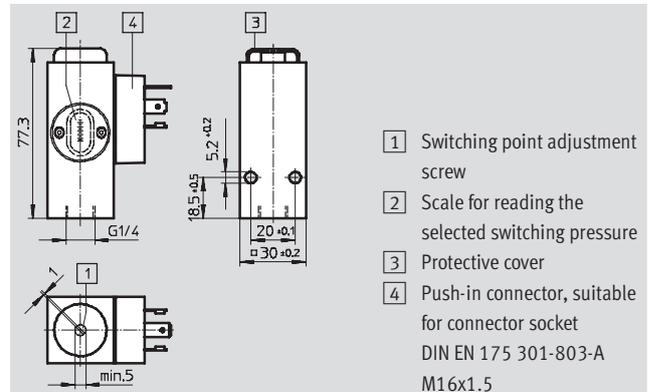 2
4
3
77.3
G1/4
5.2 +0.2
18.5 ±0.5
20 ±0.1
□ 30 ±0.2
1
1
min.5
1 Switching point adjustment
screw
2 Scale for reading the
selected switching pressure
3 Protective cover
4 Push-in connector, suitable
for connector socket
DIN EN 175 301-803-A
M16x1.5